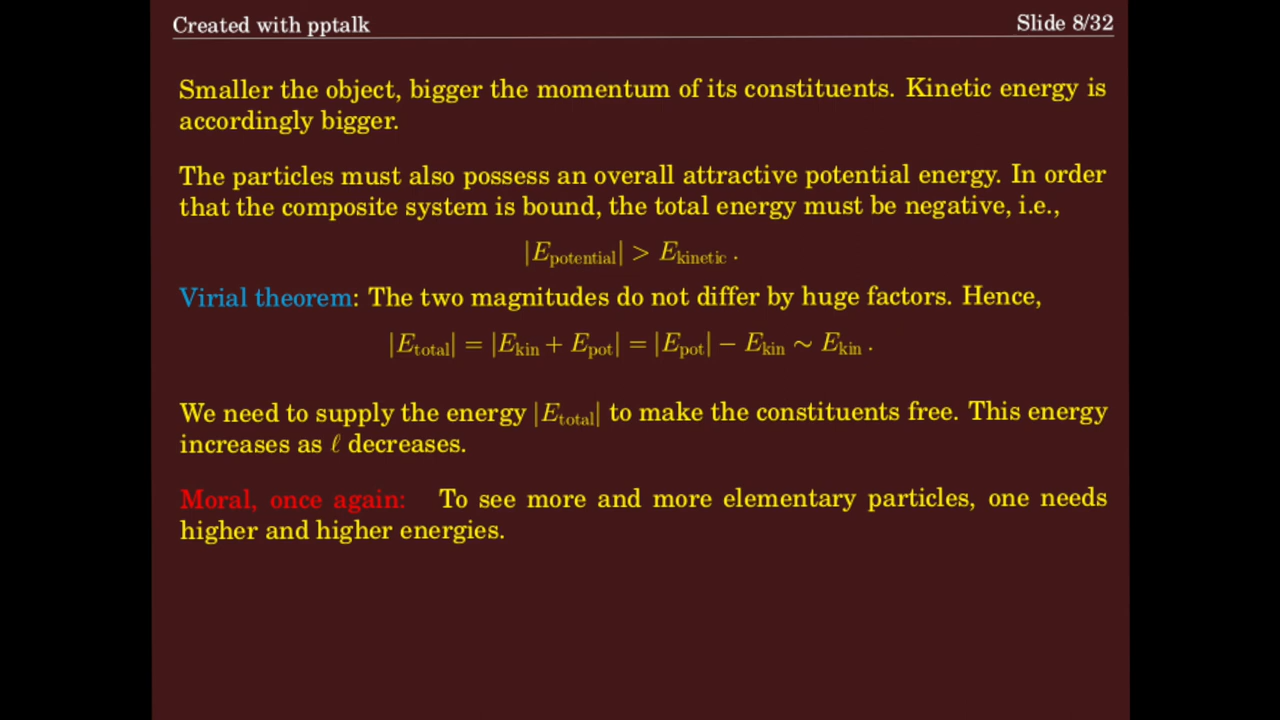 Created with pptalk Slide 8/32
Smaller the object, bigger the momentum of its constituents. Kinetic energy is
accordingly bigger.
The particles must also possess an overall attractive potential energy. In order
that the composite system is bound, the total energy must be negative, i.e.,
|E_potential| > E_kinetic .
Virial theorem: The two magnitudes do not differ by huge factors. Hence,
|E_total| = |E_kin + E_pot| = |E_pot| − E_kin ∼ E_kin .
We need to supply the energy |E_total| to make the constituents free. This energy
increases as ℓ decreases.
Moral, once again: To see more and more elementary particles, one needs
higher and higher energies.